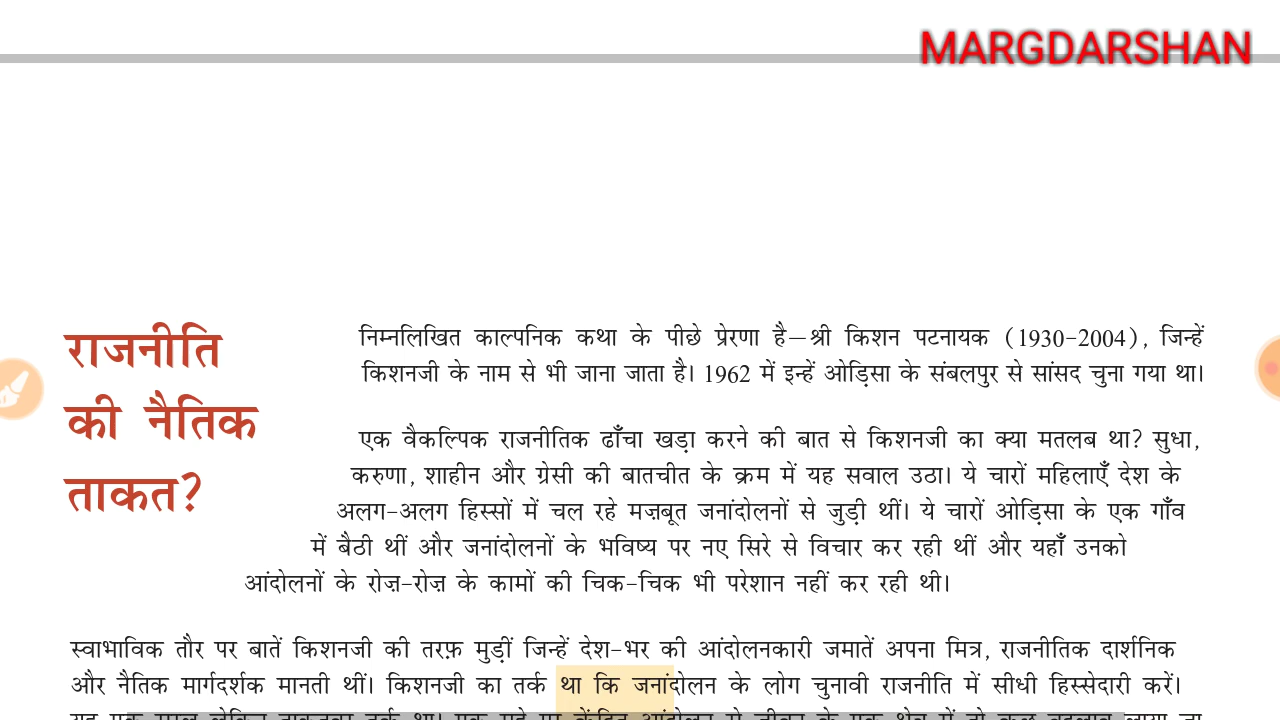 MARGDARSHAN
राजनीति
की नैतिक
ताकत?
निम्नलिखित काल्पनिक कथा के पीछे प्रेरणा है—श्री किशन पटनायक (1930-2004), जिन्हें
किशनजी के नाम से भी जाना जाता है। 1962 में इन्हें ओड़िसा के संबलपुर से सांसद चुना गया था।
एक वैकल्पिक राजनीतिक ढाँचा खड़ा करने की बात से किशनजी का क्या मतलब था? सुधा,
करुणा, शाहीन और ग्रेसी की बातचीत के क्रम में यह सवाल उठा। ये चारों महिलाएँ देश के
अलग-अलग हिस्सों में चल रहे मज़बूत जनांदोलनों से जुड़ी थीं। ये चारों ओड़िसा के एक गाँव
में बैठी थीं और जनांदोलनों के भविष्य पर नए सिरे से विचार कर रही थीं और यहाँ उनको
आंदोलनों के रोज़-रोज़ के कामों की चिक-चिक भी परेशान नहीं कर रही थी।
स्वाभाविक तौर पर बातें किशनजी की तरफ़ मुड़ीं जिन्हें देश-भर की आंदोलनकारी जमातें अपना मित्र, राजनीतिक दार्शनिक
और नैतिक मार्गदर्शक मानती थीं। किशनजी का तर्क था कि जनांदोलन के लोग चुनावी राजनीति में सीधी हिस्सेदारी करें।